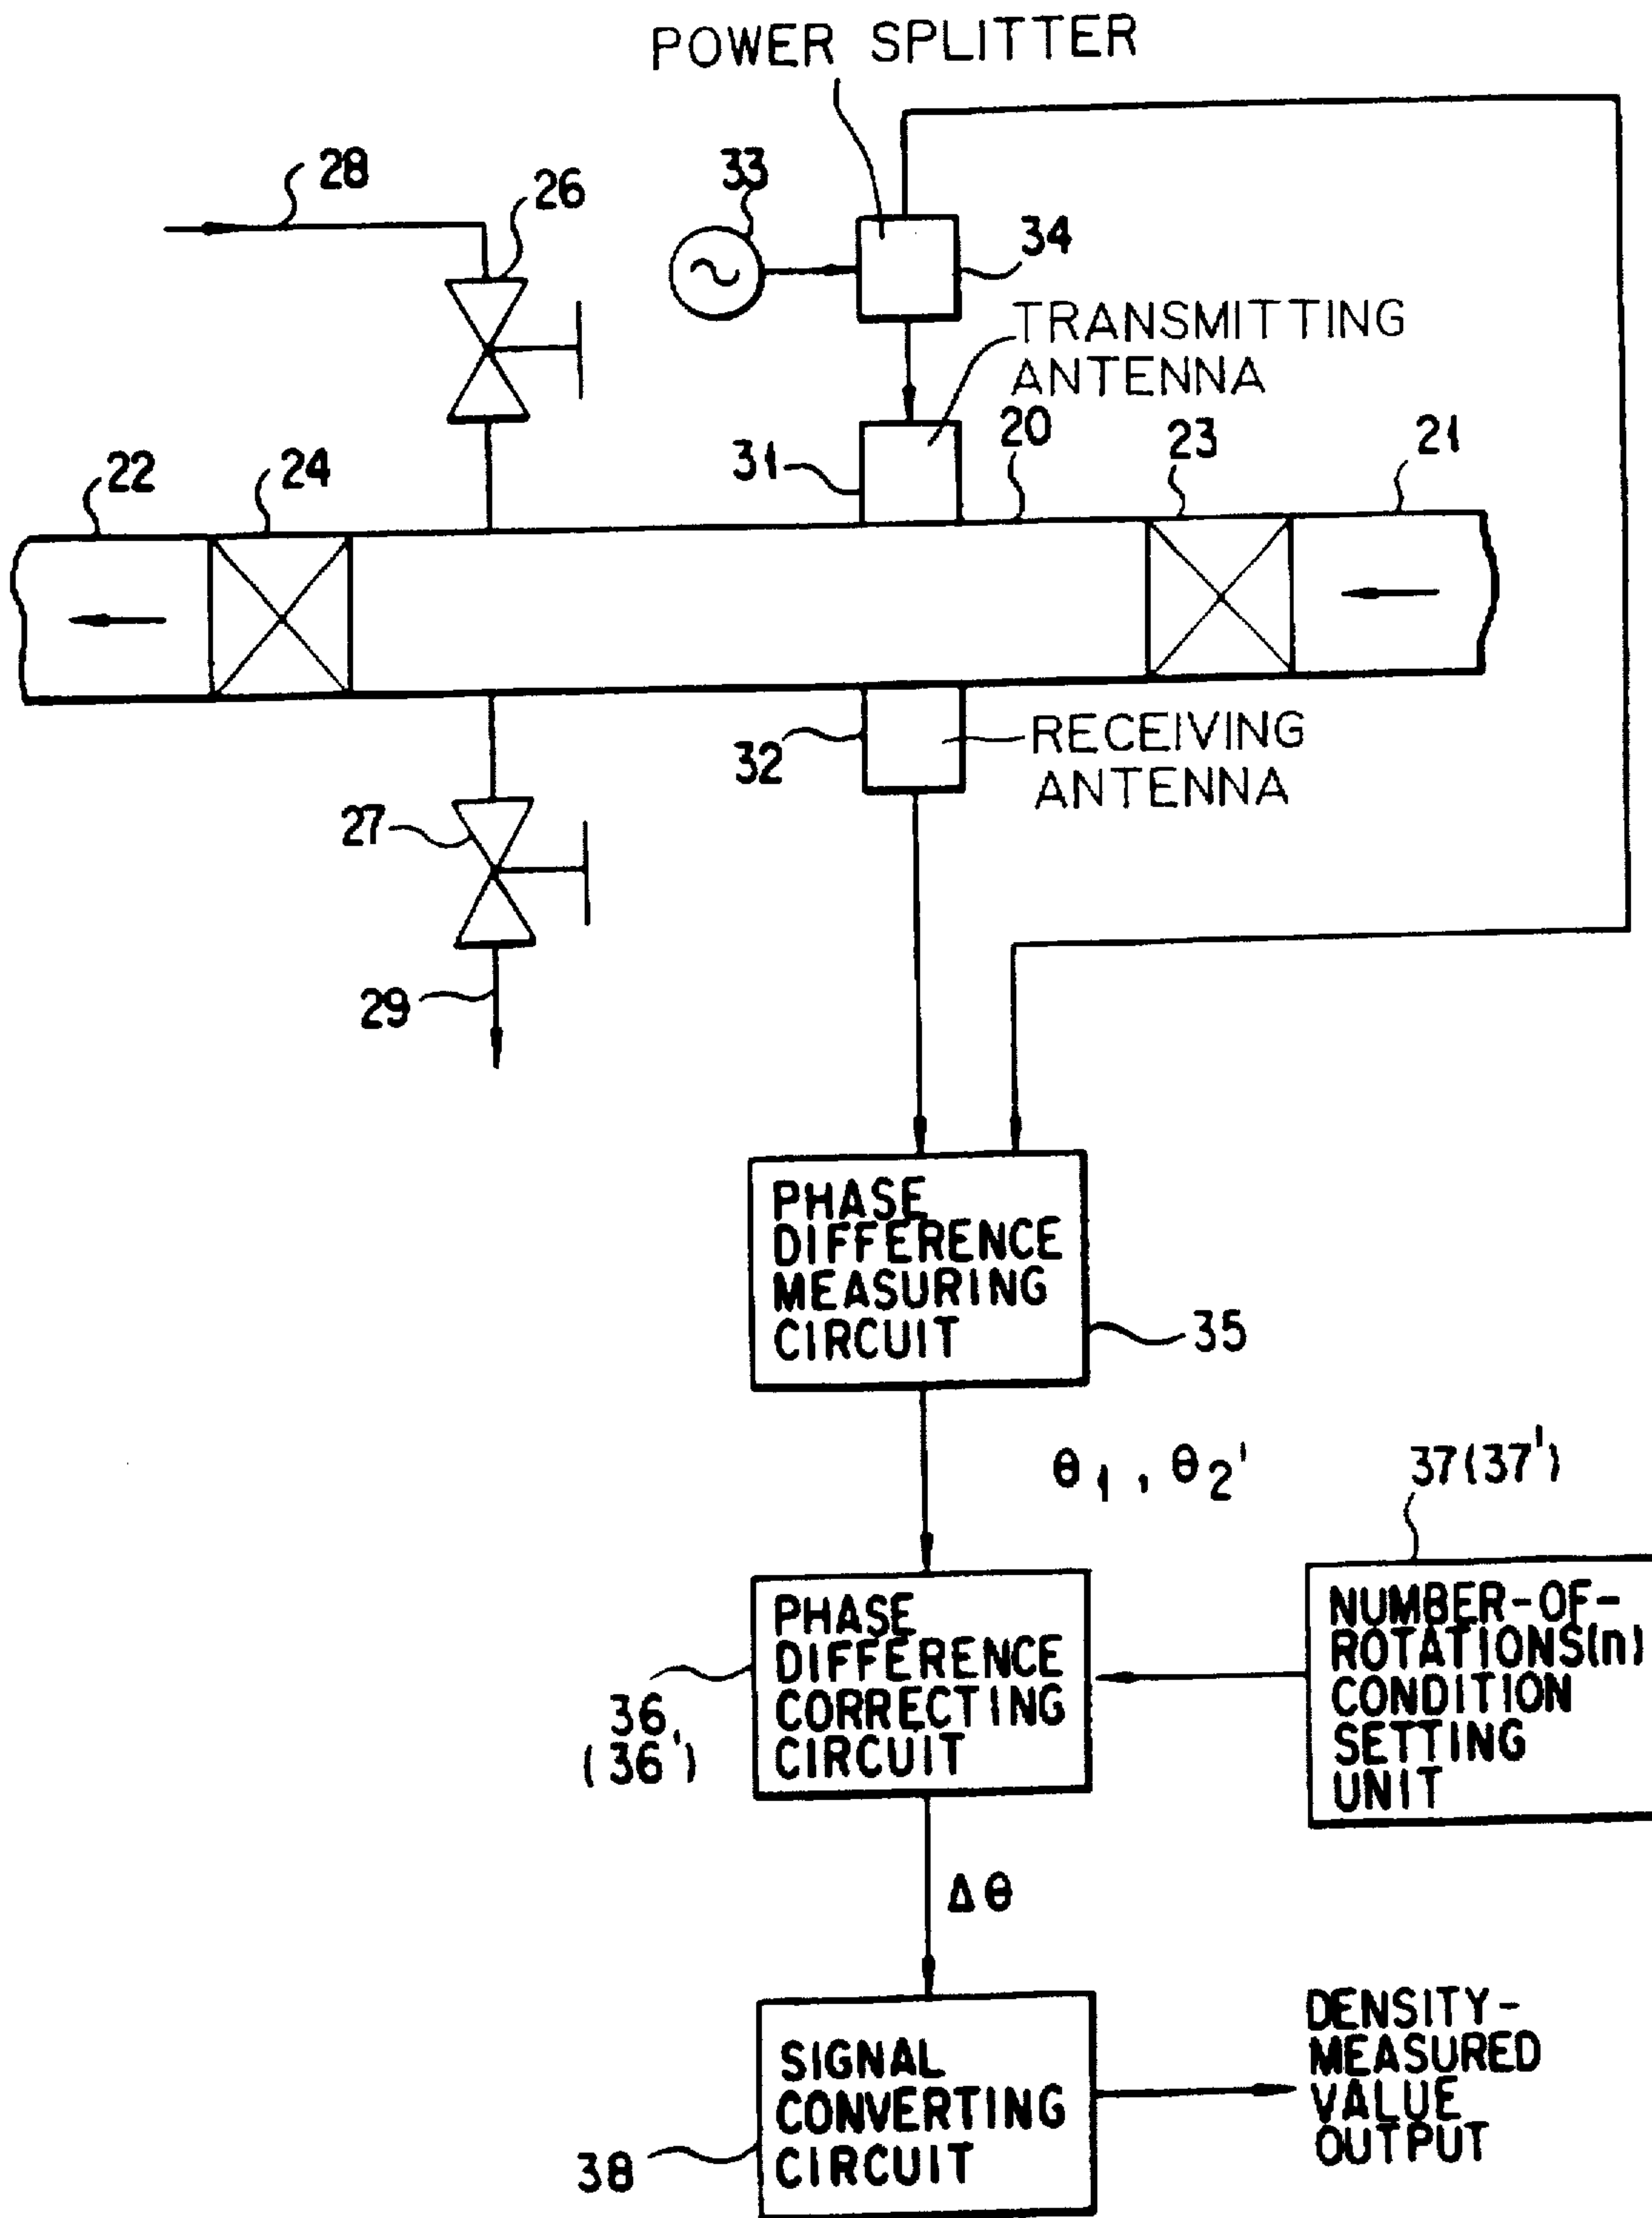 POWER SPLITTER
28
26
33
34
TRANSMITTING
ANTENNA
22
24
31
20
23
21
32
RECEIVING
ANTENNA
27
29
PHASE
DIFFERENCE
MEASURING
CIRCUIT
35
θ1 , θ2'
37(37')
PHASE
DIFFERENCE
CORRECTING
CIRCUIT
36,
(36')
NUMBER-OF-
ROTATIONS(n)
CONDITION
SETTING
UNIT
Δθ
SIGNAL
CONVERTING
CIRCUIT
38
DENSITY-
MEASURED
VALUE
OUTPUT